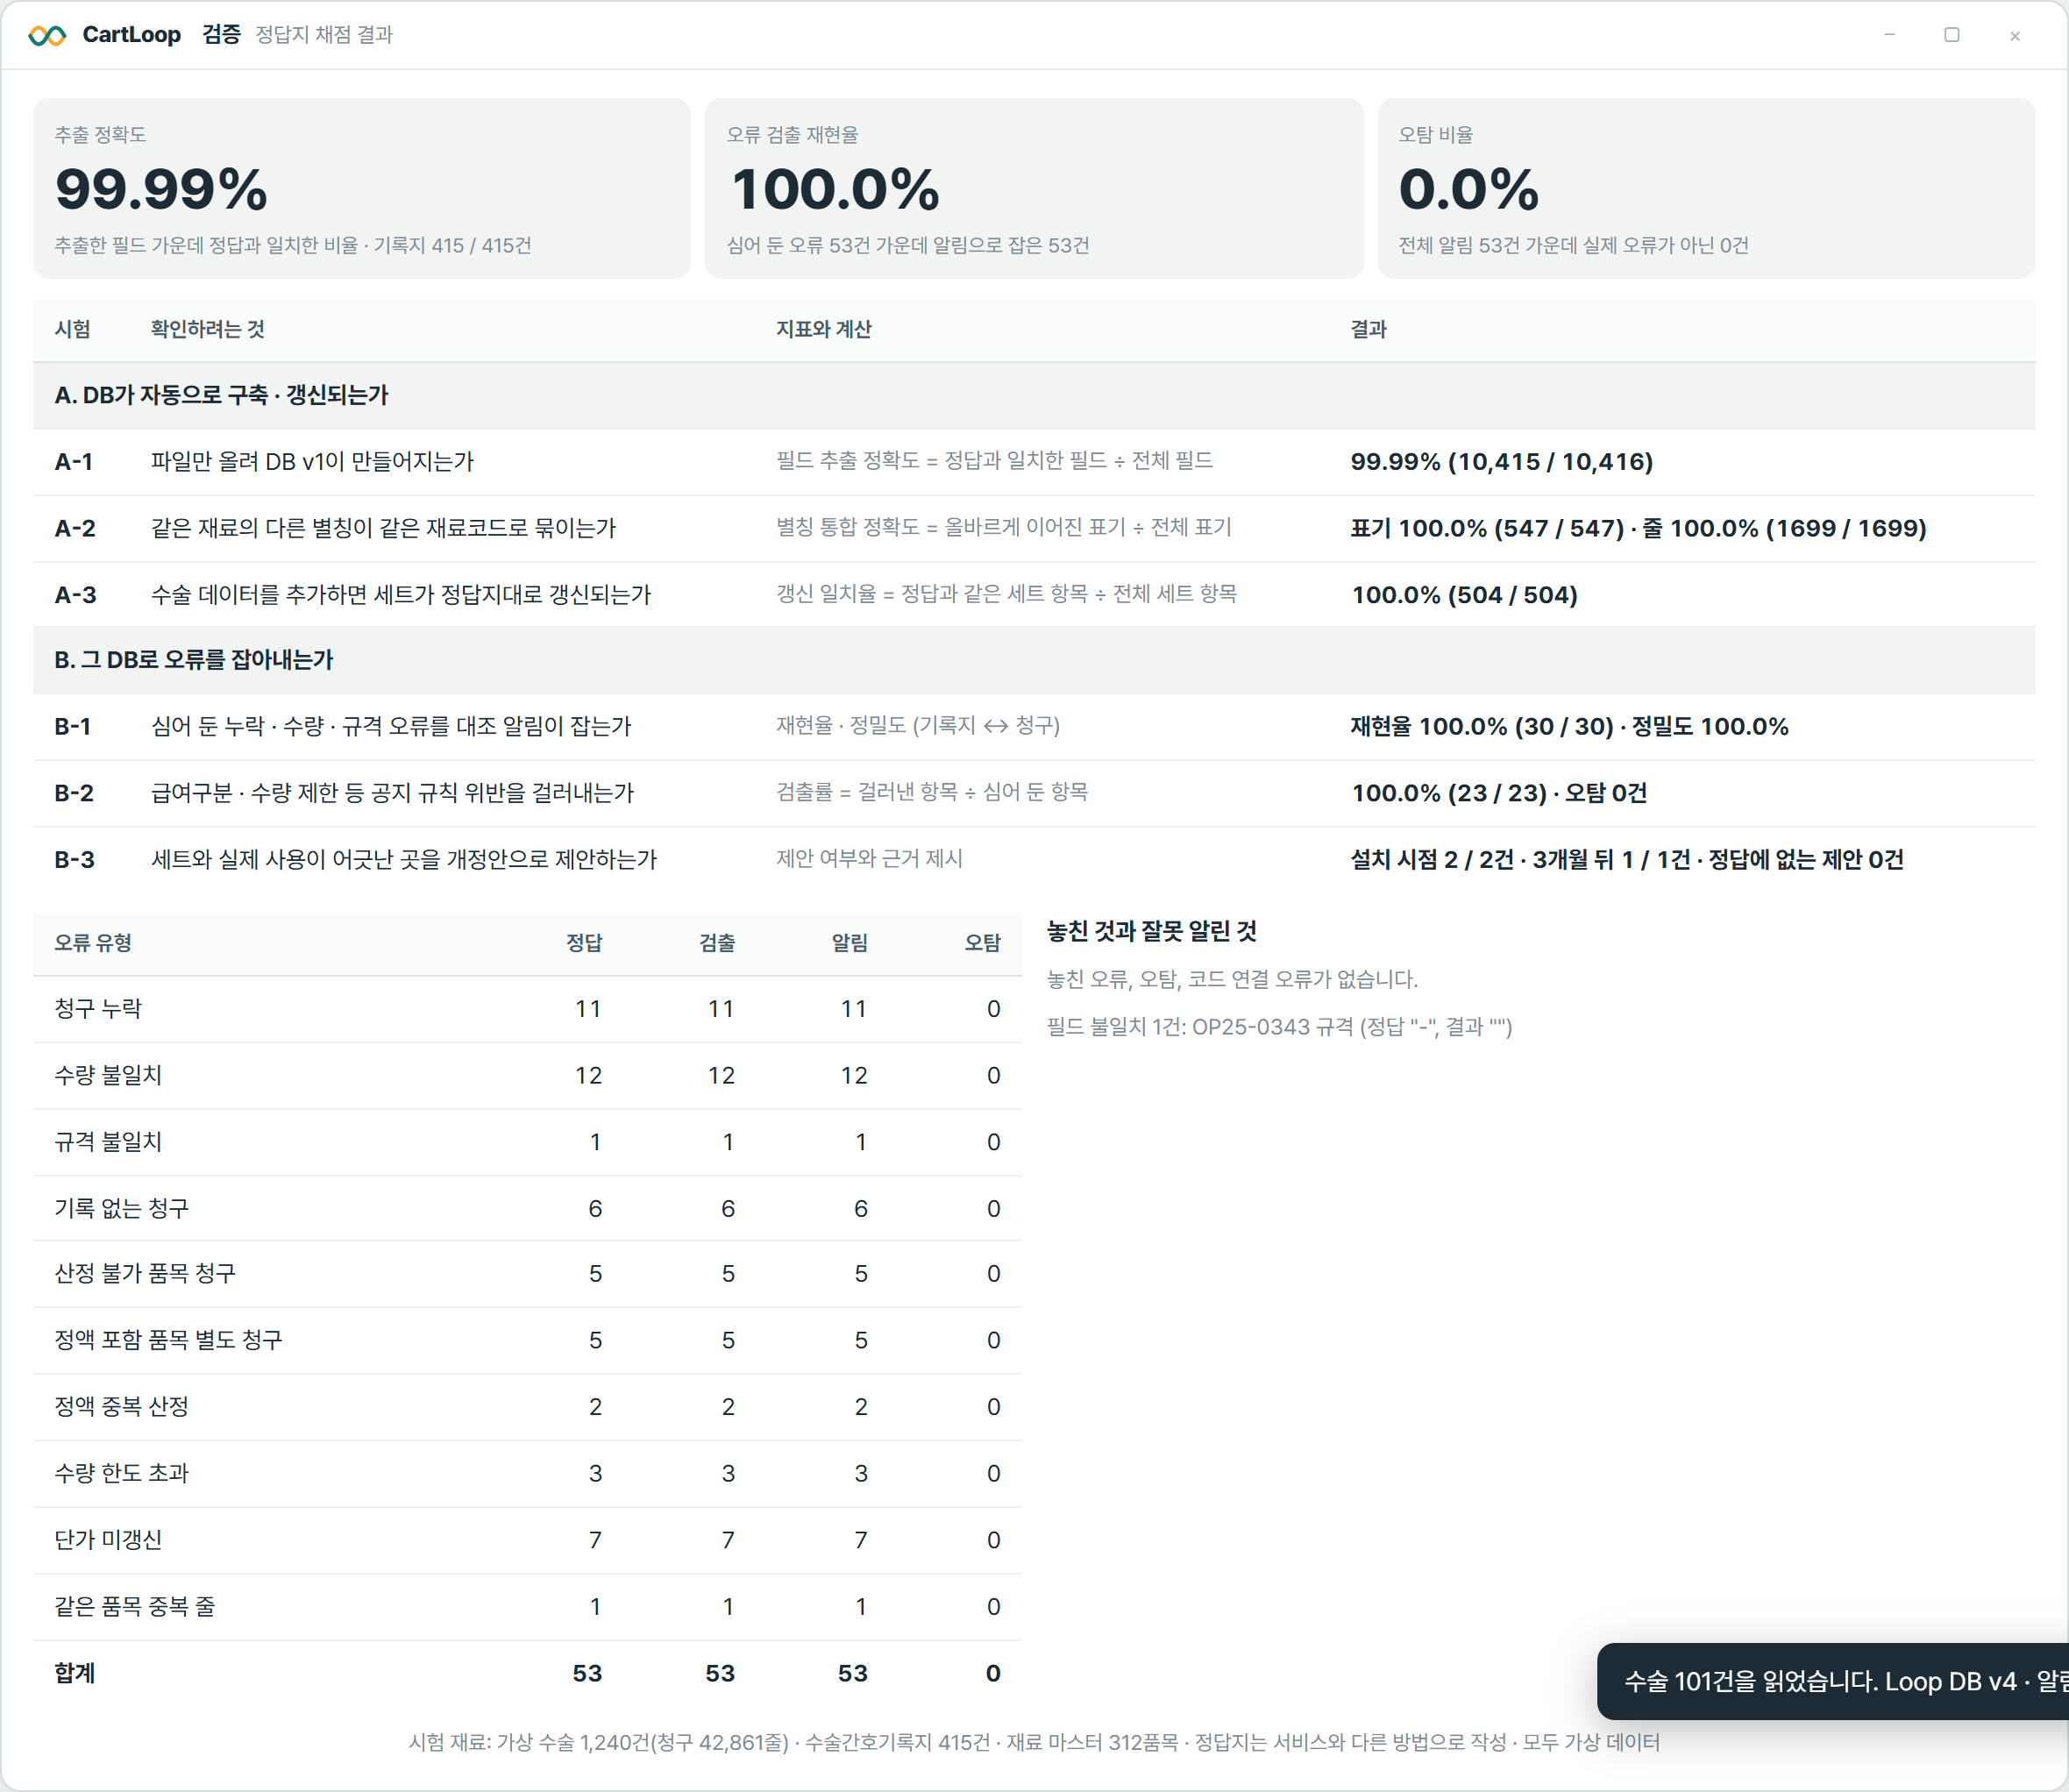 CartLoop 검증 정답지 채점 결과
추출 정확도
99.99%
추출한 필드 가운데 정답과 일치한 비율 · 기록지 415 / 415건
오류 검출 재현율
100.0%
심어 둔 오류 53건 가운데 알림으로 잡은 53건
오탐 비율
0.0%
전체 알림 53건 가운데 실제 오류가 아닌 0건
시험 확인하려는 것 지표와 계산 결과
A. DB가 자동으로 구축 · 갱신되는가
A-1 파일만 올려 DB v1이 만들어지는가 필드 추출 정확도 = 정답과 일치한 필드 ÷ 전체 필드 99.99% (10,415 / 10,416)
A-2 같은 재료의 다른 별칭이 같은 재료코드로 묶이는가 별칭 통합 정확도 = 올바르게 이어진 표기 ÷ 전체 표기 표기 100.0% (547 / 547) · 줄 100.0% (1699 / 1699)
A-3 수술 데이터를 추가하면 세트가 정답지대로 갱신되는가 갱신 일치율 = 정답과 같은 세트 항목 ÷ 전체 세트 항목 100.0% (504 / 504)
B. 그 DB로 오류를 잡아내는가
B-1 심어 둔 누락 · 수량 · 규격 오류를 대조 알림이 잡는가 재현율 · 정밀도 (기록지 ↔ 청구) 재현율 100.0% (30 / 30) · 정밀도 100.0%
B-2 급여구분 · 수량 제한 등 공지 규칙 위반을 걸러내는가 검출률 = 걸러낸 항목 ÷ 심어 둔 항목 100.0% (23 / 23) · 오탐 0건
B-3 세트와 실제 사용이 어긋난 곳을 개정안으로 제안하는가 제안 여부와 근거 제시 설치 시점 2 / 2건 · 3개월 뒤 1 / 1건 · 정답에 없는 제안 0건
오류 유형 정답 검출 알림 오탐
청구 누락 11 11 11 0
수량 불일치 12 12 12 0
규격 불일치 1 1 1 0
기록 없는 청구 6 6 6 0
산정 불가 품목 청구 5 5 5 0
정액 포함 품목 별도 청구 5 5 5 0
정액 중복 산정 2 2 2 0
수량 한도 초과 3 3 3 0
단가 미갱신 7 7 7 0
같은 품목 중복 줄 1 1 1 0
합계 53 53 53 0
놓친 것과 잘못 알린 것
놓친 오류, 오탐, 코드 연결 오류가 없습니다.
필드 불일치 1건: OP25-0343 규격 (정답 "-", 결과 "")
수술 101건을 읽었습니다. Loop DB v4 ·
시험 재료: 가상 수술 1,240건(청구 42,861줄) · 수술간호기록지 415건 · 재료 마스터 312품목 · 정답지는 서비스와 다른 방법으로 작성 · 모두 가상 데이터